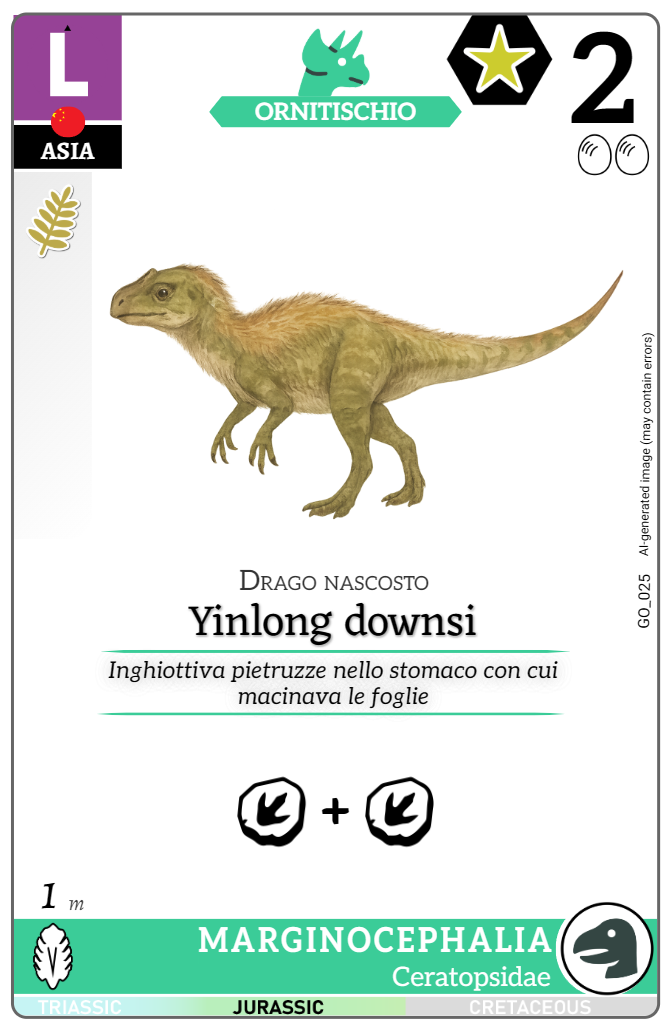 L
ORNITISCHIO
2
ASIA
AI-generated image (may contain errors)
GO_025
Drago nascosto
Yinlong downsi
Inghiottiva pietruzze nello stomaco con cui
macinava le foglie
+
1 m
MARGINOCEPHALIA
Ceratopsidae
TRIASSIC JURASSIC CRETACEOUS